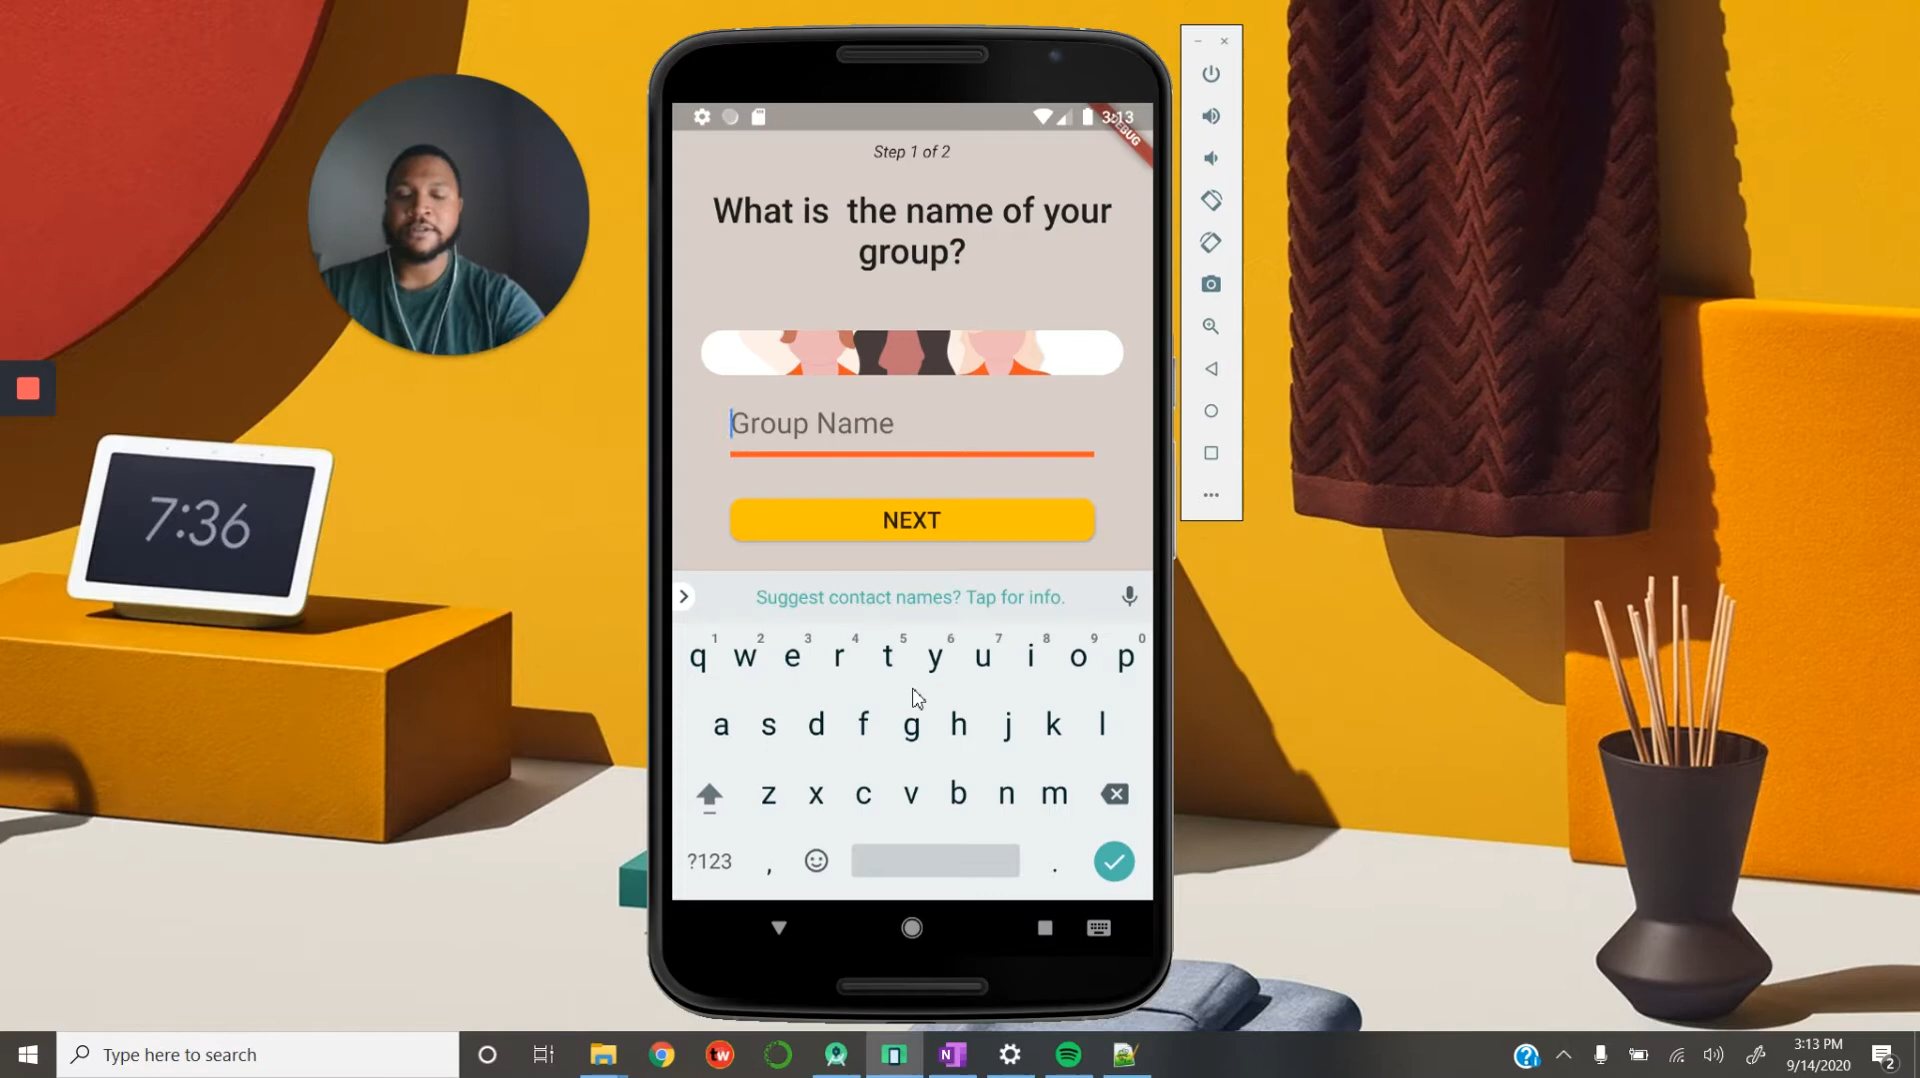 3:13
DEBUG
Step 1 of 2
What is the name of your
group?
Group Name
NEXT
Suggest contact names? Tap for info.
1 2 3 4 5 6 7 8 9 0
q w e r t y u i o p
a s d f g h j k l
z x c v b n m
?123 , .
7:36
Type here to search
tw
N
3:13 PM
9/14/2020
2